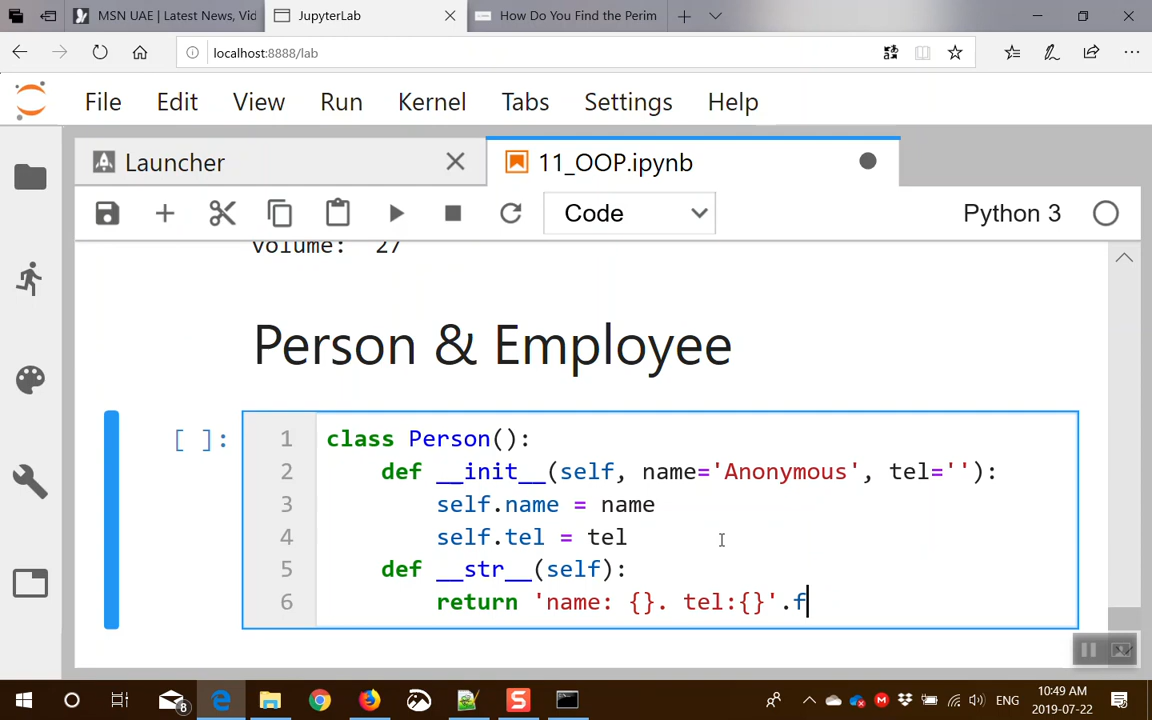 MSN UAE | Latest News, Vid
JupyterLab
How Do You Find the Perim
localhost:8888/lab
File Edit View Run Kernel Tabs Settings Help
Launcher
11_OOP.ipynb
Code
Python 3
volume: 27
Person & Employee
[ ]:
1 class Person():
2 def __init__(self, name='Anonymous', tel=''):
3 self.name = name
4 self.tel = tel
5 def __str__(self):
6 return 'name: {}. tel:{}'.f
8
S
M
ENG
10:49 AM
2019-07-22